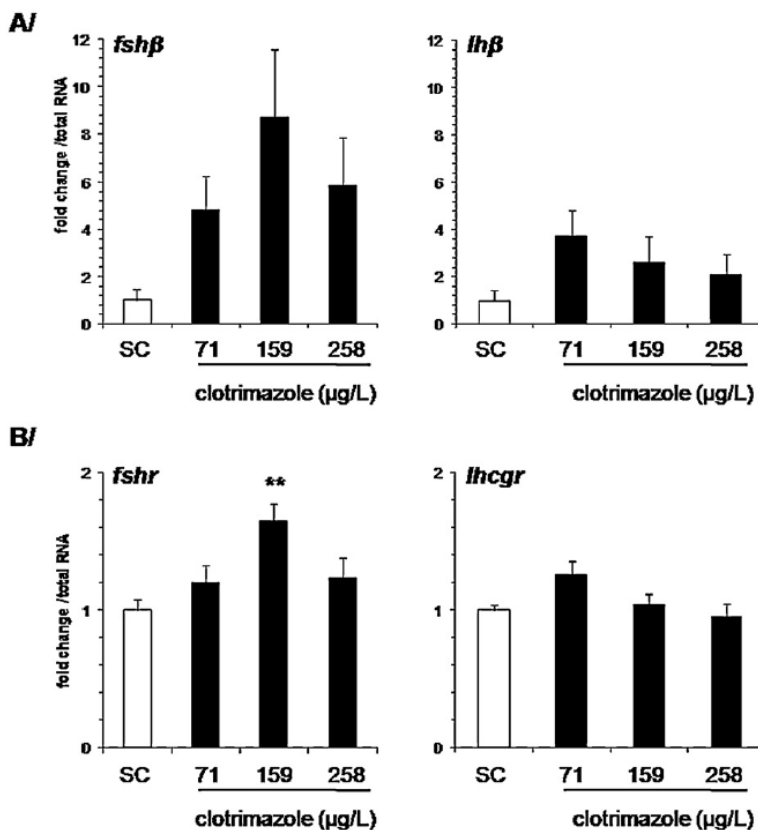 A/
fshβ
lhβ
fold change /total RNA
12
10
8
6
4
2
0
12
10
8
6
4
2
0
SC 71 159 258
SC 71 159 258
clotrimazole (µg/L)
clotrimazole (µg/L)
B/
fshr
lhcgr
**
fold change /total RNA
2
1
0
2
1
0
SC 71 159 258
SC 71 159 258
clotrimazole (µg/L)
clotrimazole (µg/L)